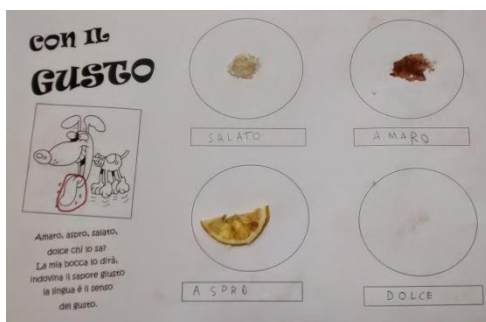 CON IL
GUSTO
Amaro, aspro, salato,
dolce chi lo sa?
La mia bocca lo dirà,
indovina il sapore giusto
la lingua è il senso
del gusto.
SALATO
AMARO
ASPRO
DOLCE